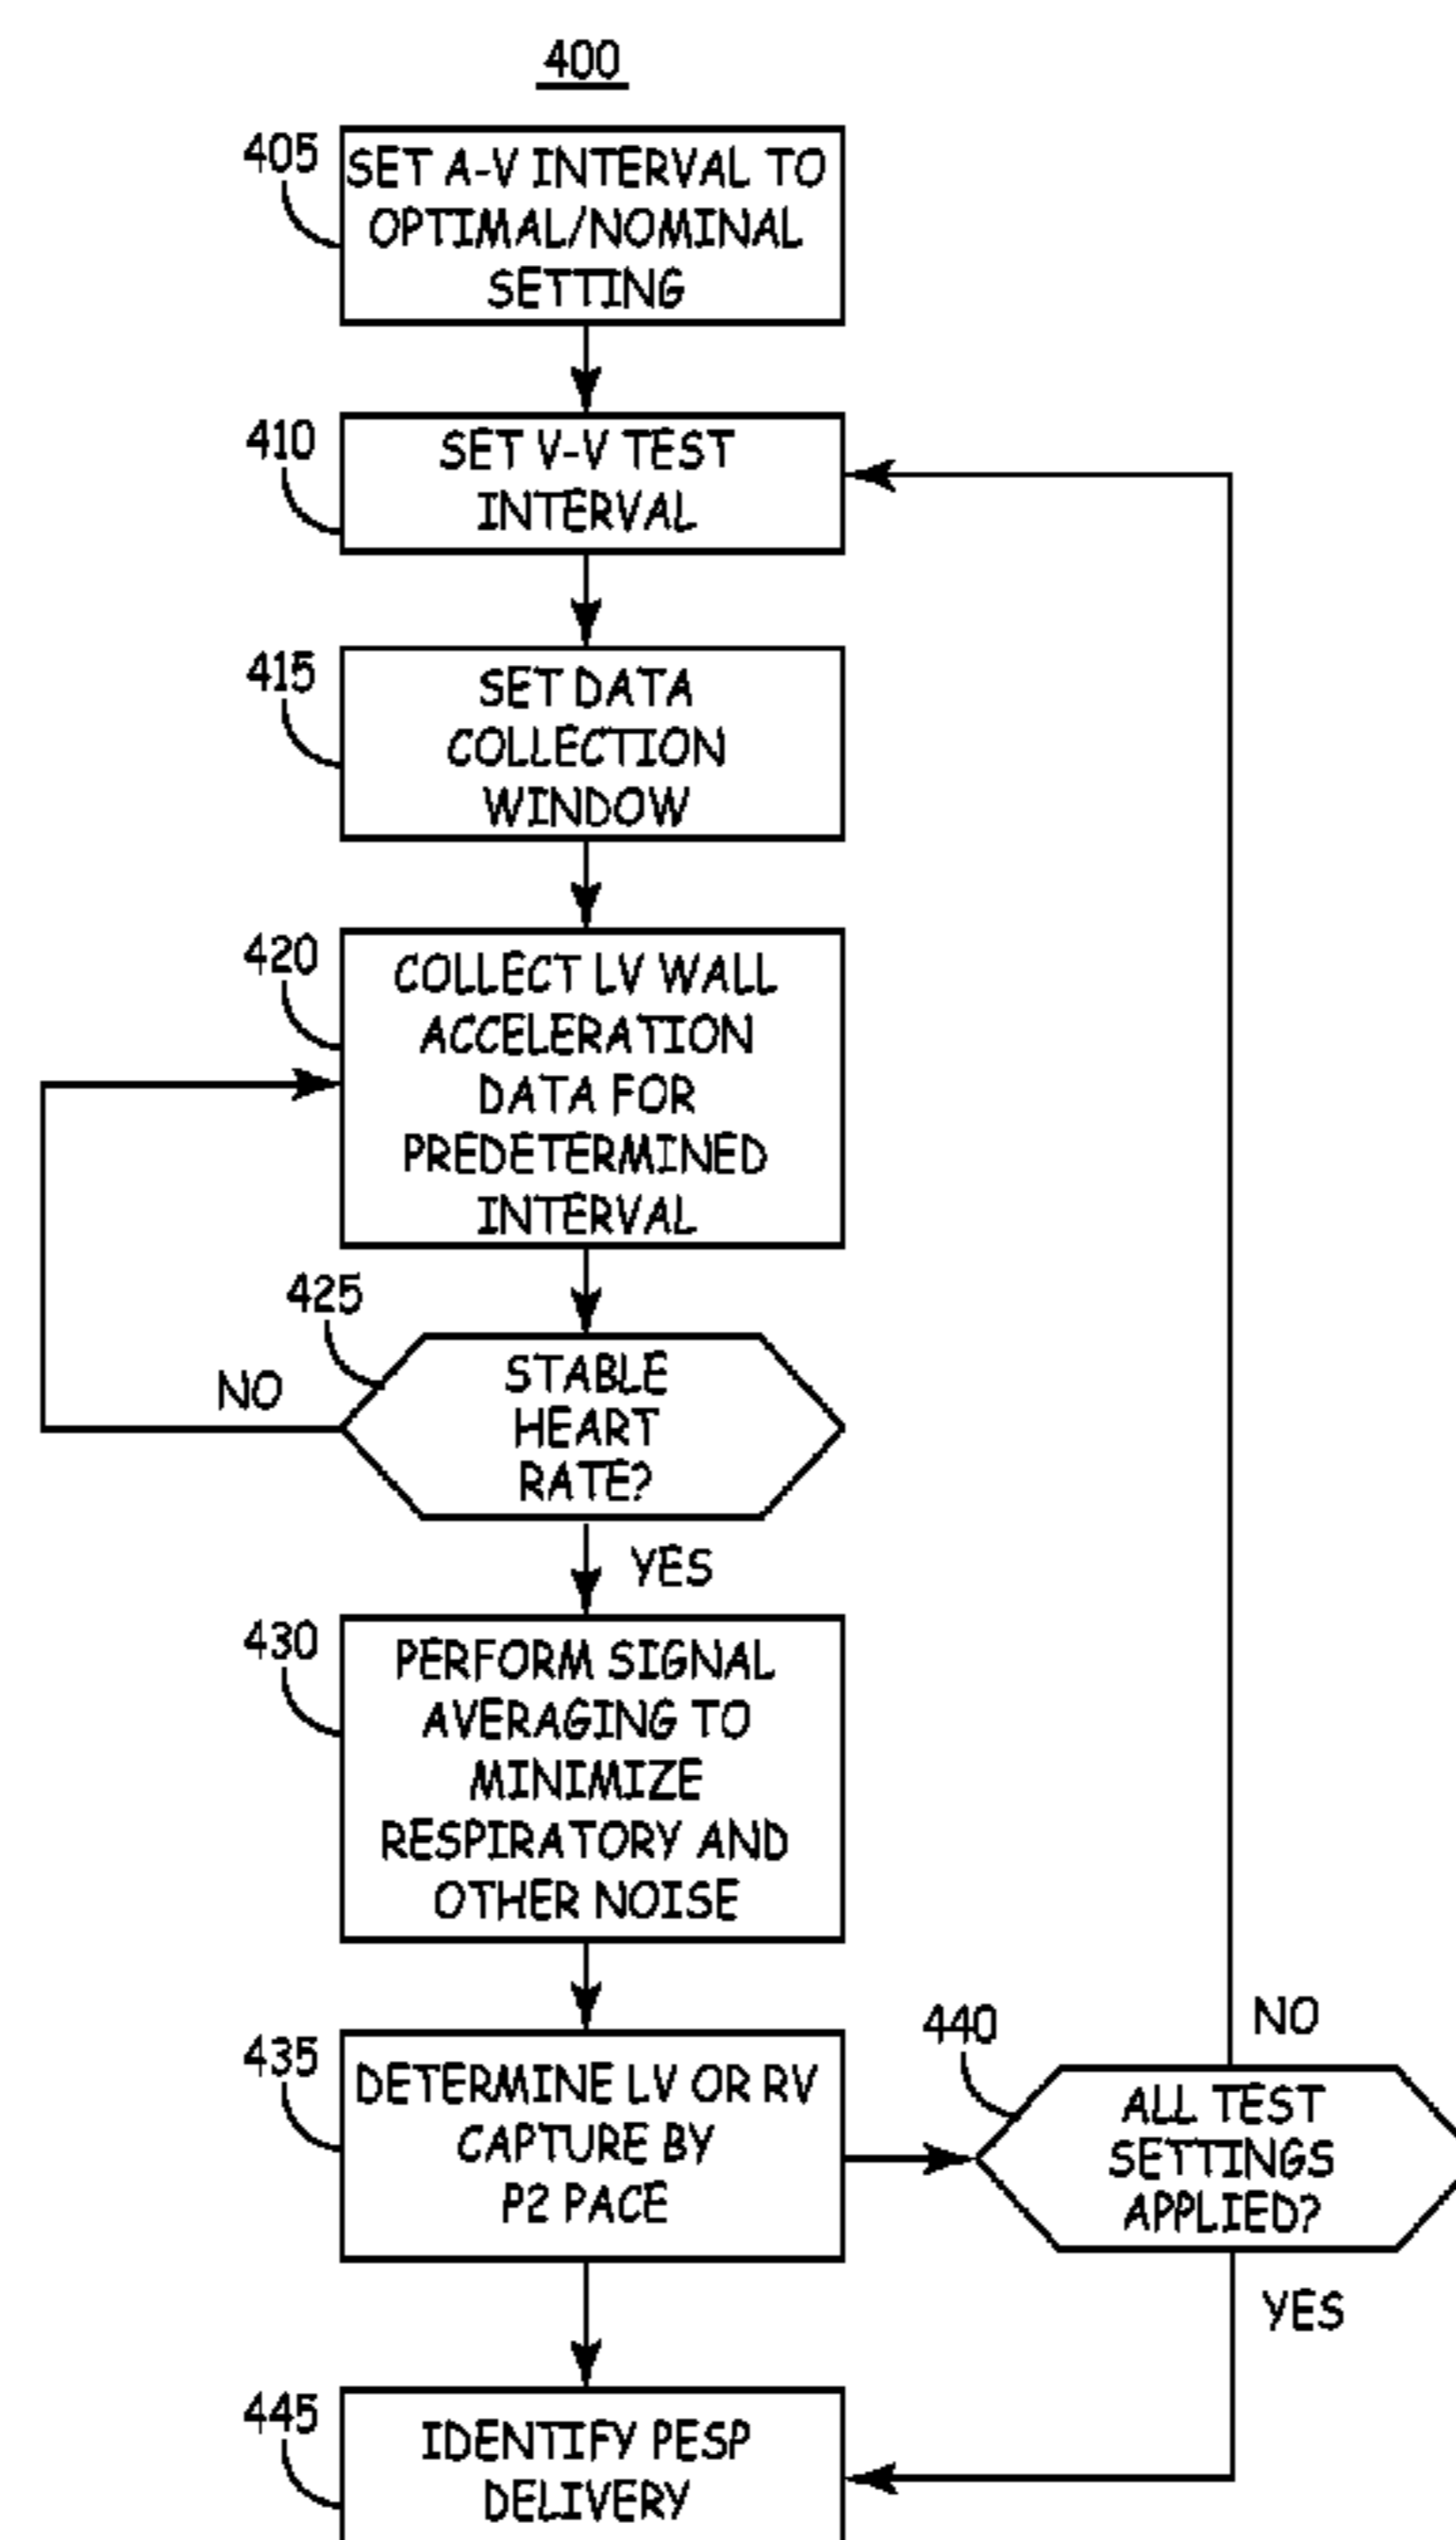 400
405
SET A-V INTERVAL TO
OPTIMAL/NOMINAL
SETTING
410
SET V-V TEST
INTERVAL
415
SET DATA
COLLECTION
WINDOW
420
COLLECT LV WALL
ACCELERATION
DATA FOR
PREDETERMINED
INTERVAL
425
STABLE
HEART
RATE?
NO
YES
430
PERFORM SIGNAL
AVERAGING TO
MINIMIZE
RESPIRATORY AND
OTHER NOISE
435
DETERMINE LV OR RV
CAPTURE BY
P2 PACE
440
NO
ALL TEST
SETTINGS
APPLIED?
YES
445
IDENTIFY PESP
DELIVERY